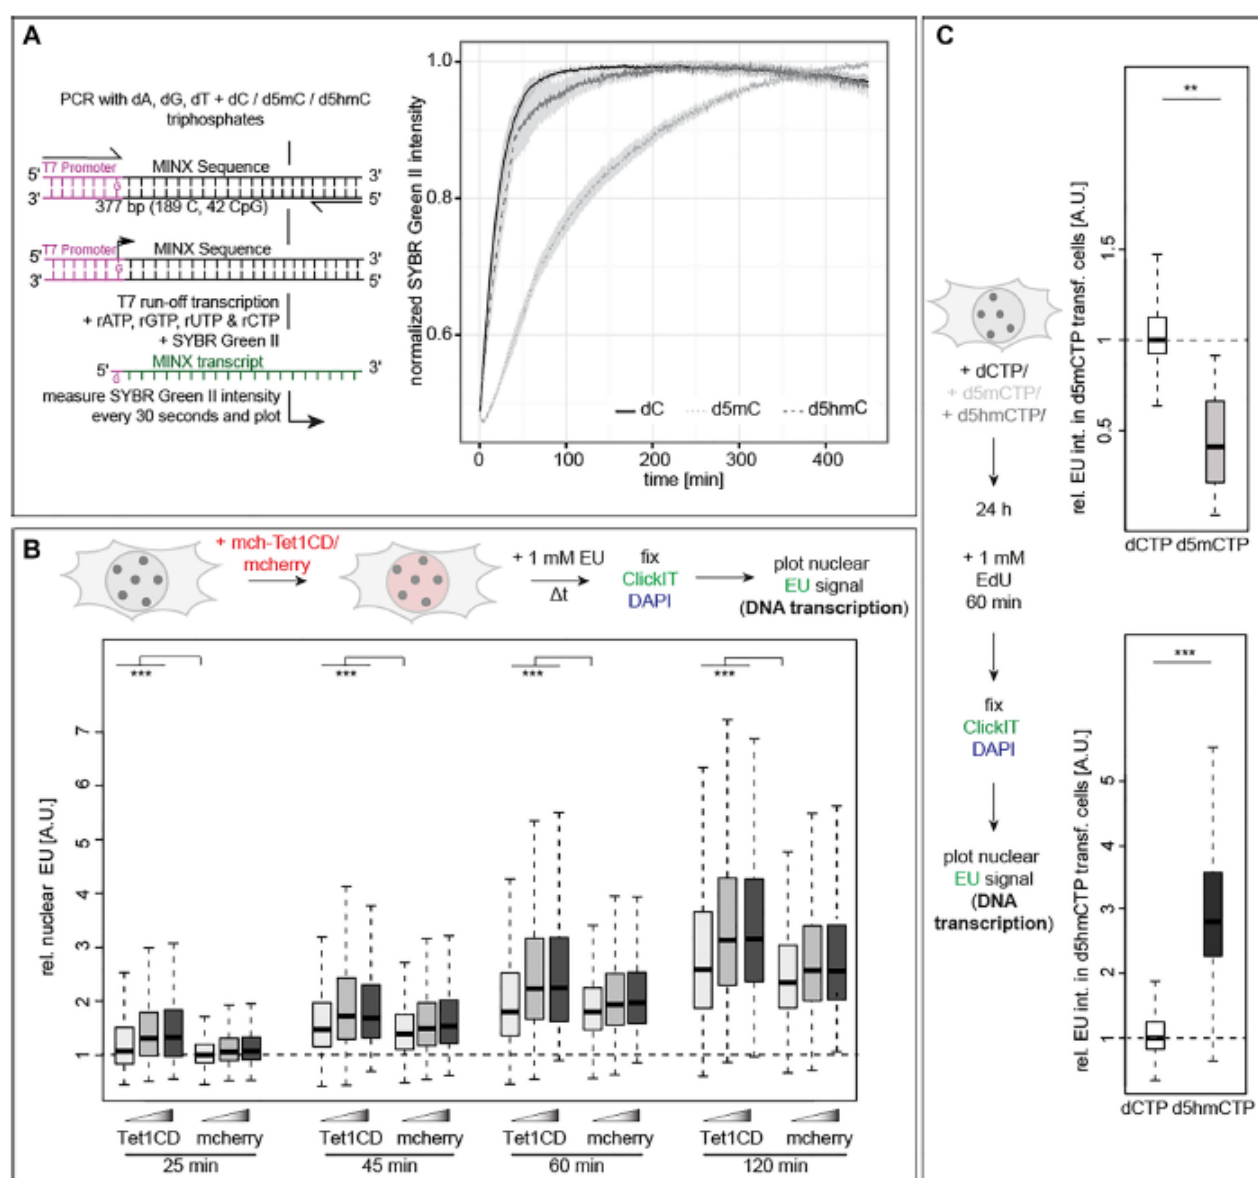 A
PCR with dA, dG, dT + dC / d5mC / d5hmC
triphosphates
T7 Promoter
MINX Sequence
5'
3'
G
3'
5'
377 bp (189 C, 42 CpG)
T7 Promoter
MINX Sequence
5'
3'
G
3'
5'
T7 run-off transcription
+ rATP, rGTP, rUTP & rCTP
+ SYBR Green II
MINX transcript
5'
3'
G
measure SYBR Green II intensity
every 30 seconds and plot
normalized SYBR Green II intensity
1.0
0.8
0.6
dC
d5mC
d5hmC
0
100
200
300
400
time [min]
B
+ mch-Tet1CD/
mcherry
+ 1 mM EU
Δt
fix
ClickIT
DAPI
plot nuclear
EU signal
(DNA transcription)
rel. nuclear EU [A.U.]
7
6
5
4
3
2
1
***
***
***
***
Tet1CD mcherry
25 min
Tet1CD mcherry
45 min
Tet1CD mcherry
60 min
Tet1CD mcherry
120 min
C
+ dCTP/
+ d5mCTP/
+ d5hmCTP/
24 h
+ 1 mM
EdU
60 min
fix
ClickIT
DAPI
plot nuclear
EU signal
(DNA
transcription)
rel. EU int. in d5mCTP transf. cells [A.U.]
1.5
1
0.5
**
dCTP d5mCTP
rel. EU int. in d5hmCTP transf. cells [A.U.]
5
4
3
2
1
***
dCTP d5hmCTP